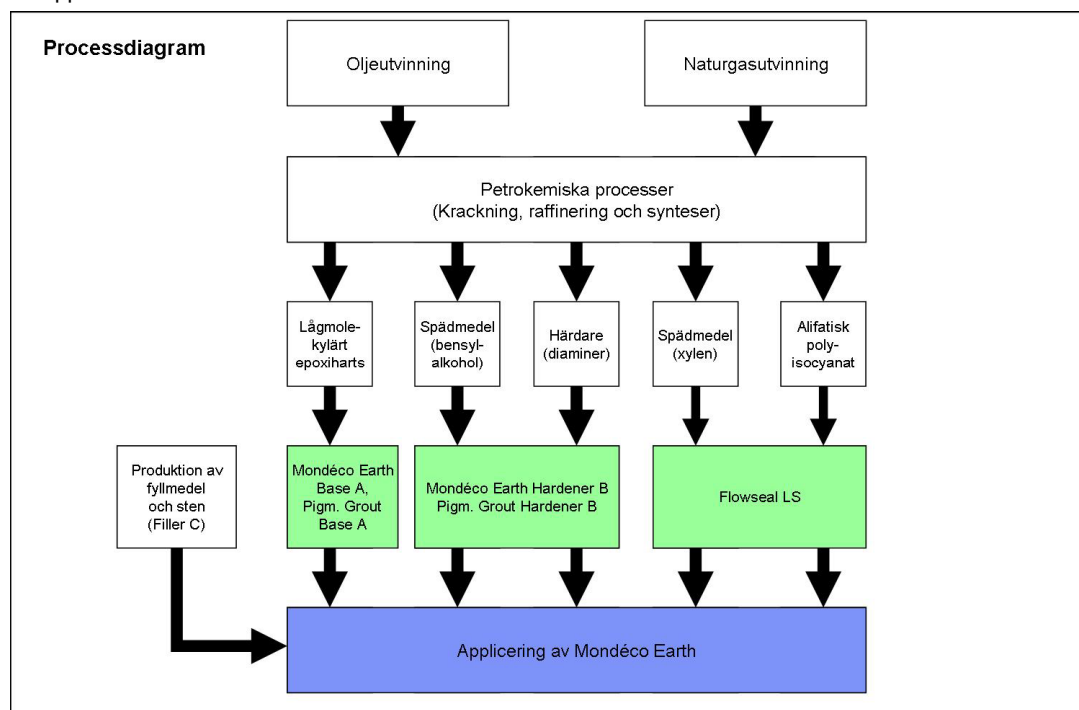 Processdiagram
Oljeutvinning
Naturgasutvinning
Petrokemiska processer
(Krackning, raffinering och synteser)
Lågmole-
kylärt
epoxiharts
Spädmedel
(bensyl-
alkohol)
Härdare
(diaminer)
Spädmedel
(xylen)
Alifatisk
poly-
isocyanat
Produktion av
fyllmedel
och sten
(Filler C)
Mondéco Earth
Base A,
Pigm. Grout
Base A
Mondéco Earth Hardener B
Pigm. Grout Hardener B
Flowseal LS
Applicering av Mondéco Earth